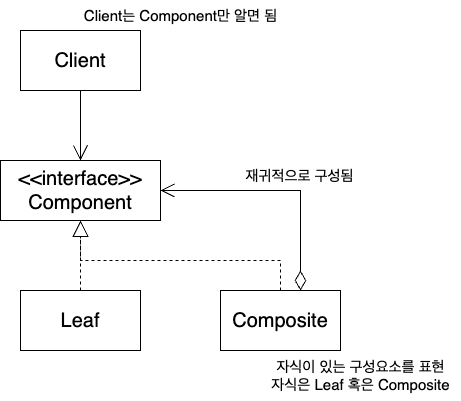 Client는 Component만 알면 됨
Client
<<interface>>
Component
재귀적으로 구성됨
Leaf
Composite
자식이 있는 구성요소를 표현
자식은 Leaf 혹은 Composite